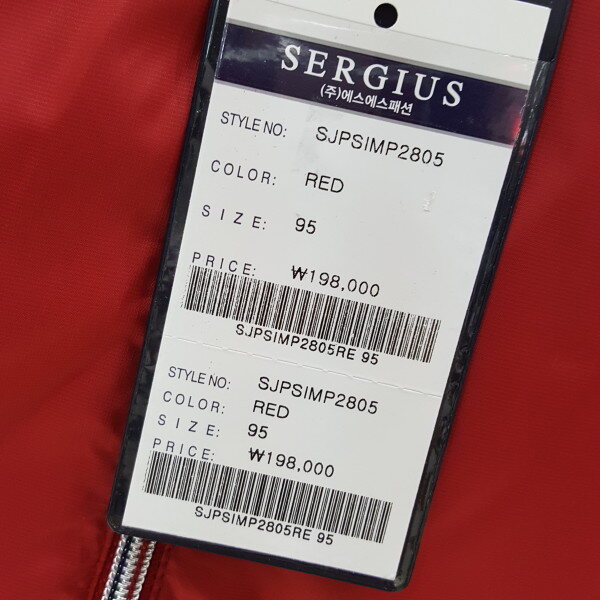 SERGIUS
(주)에스에스패션
STYLE NO: SJPSIMP2805
COLOR: RED
SIZE: 95
PRICE: ₩198,000
SJPSIMP2805RE 95
STYLE NO: SJPSIMP2805
COLOR: RED
SIZE: 95
PRICE: ₩198,000
SJPSIMP2805RE 95